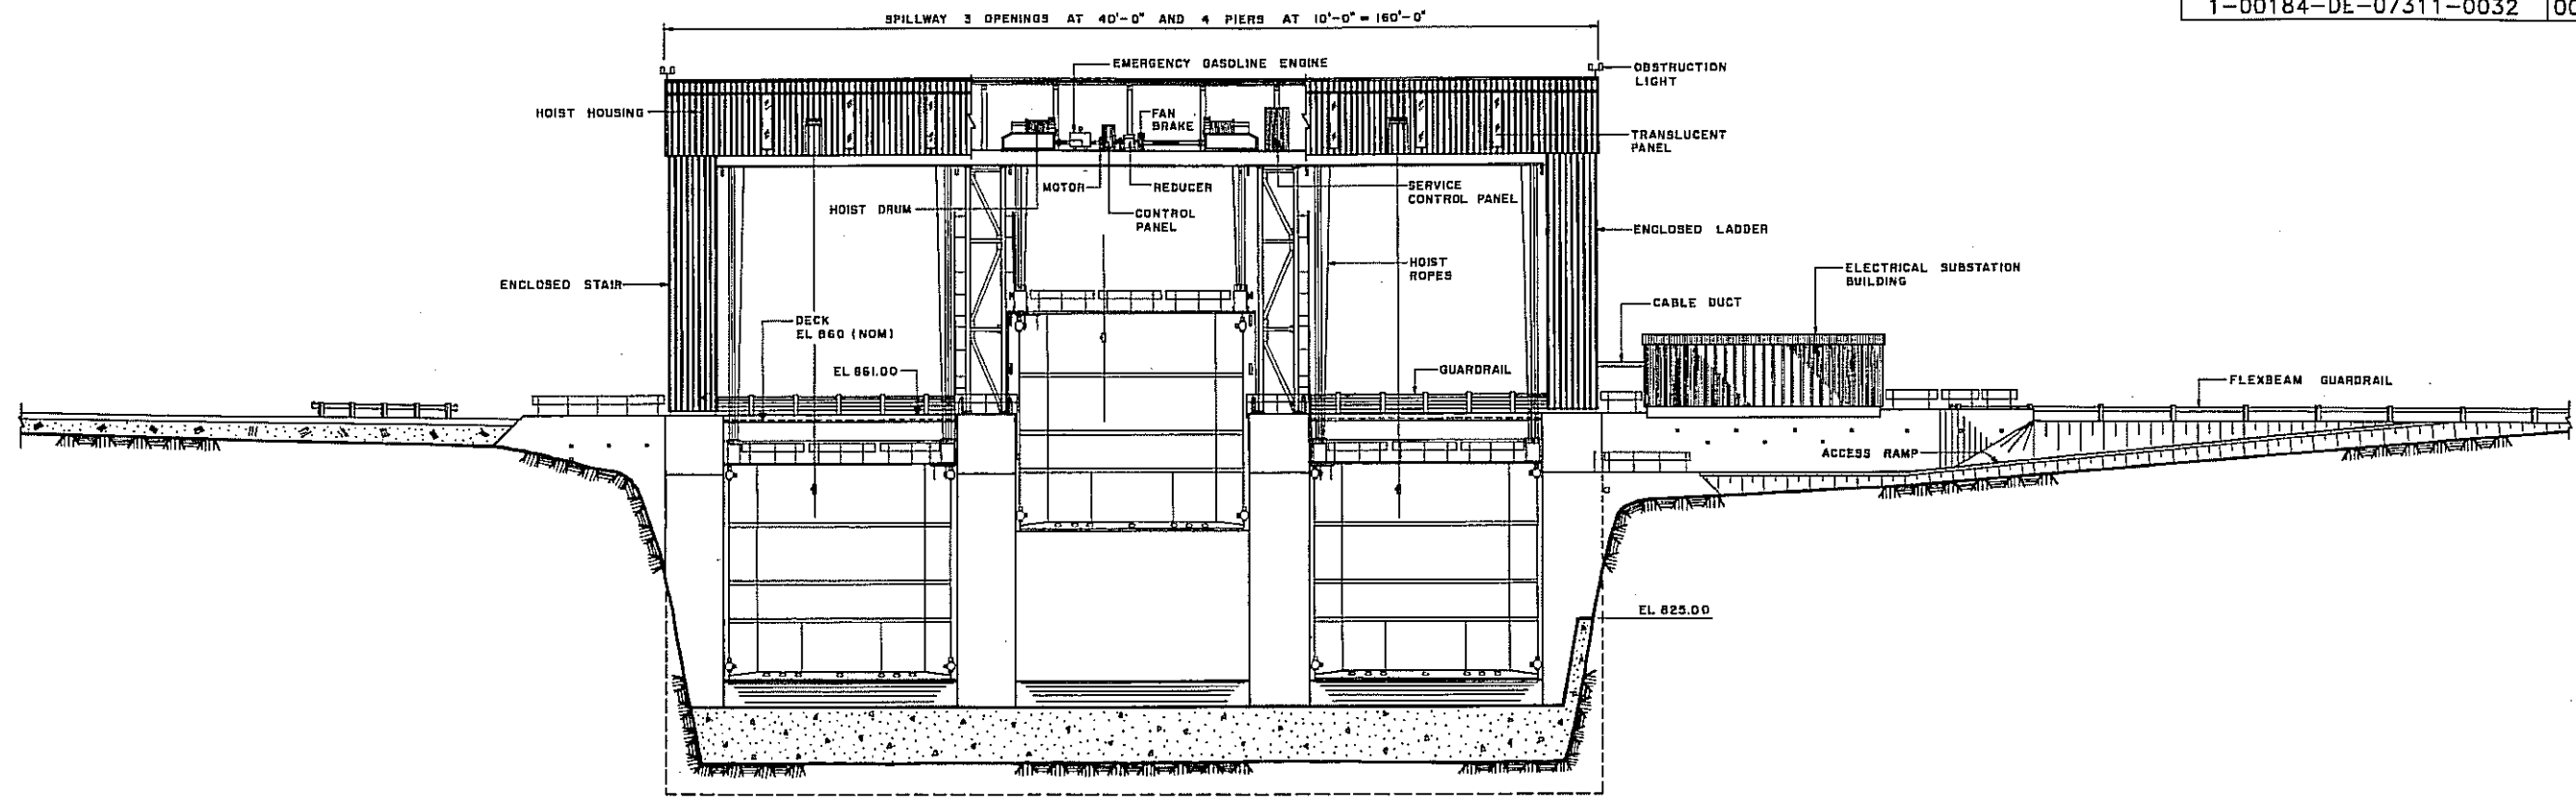 1-00184-DE-07311-0032
SPILLWAY 3 OPENINGS AT 40'-0" AND 4 PIERS AT 10'-0" = 160'-0"
EMERGENCY GASOLINE ENGINE
OBSTRUCTION
LIGHT
HOIST HOUSING
FAN
BRAKE
TRANSLUCENT
PANEL
MOTOR
REDUCER
SERVICE
CONTROL PANEL
HOIST DRUM
CONTROL
PANEL
ENCLOSED LADDER
HOIST
ROPES
ELECTRICAL SUBSTATION
BUILDING
ENCLOSED STAIR
CABLE DUCT
DECK
EL 860 (NOM)
EL 861.00
GUARDRAIL
FLEXBEAM GUARDRAIL
ACCESS RAMP
EL 825.00